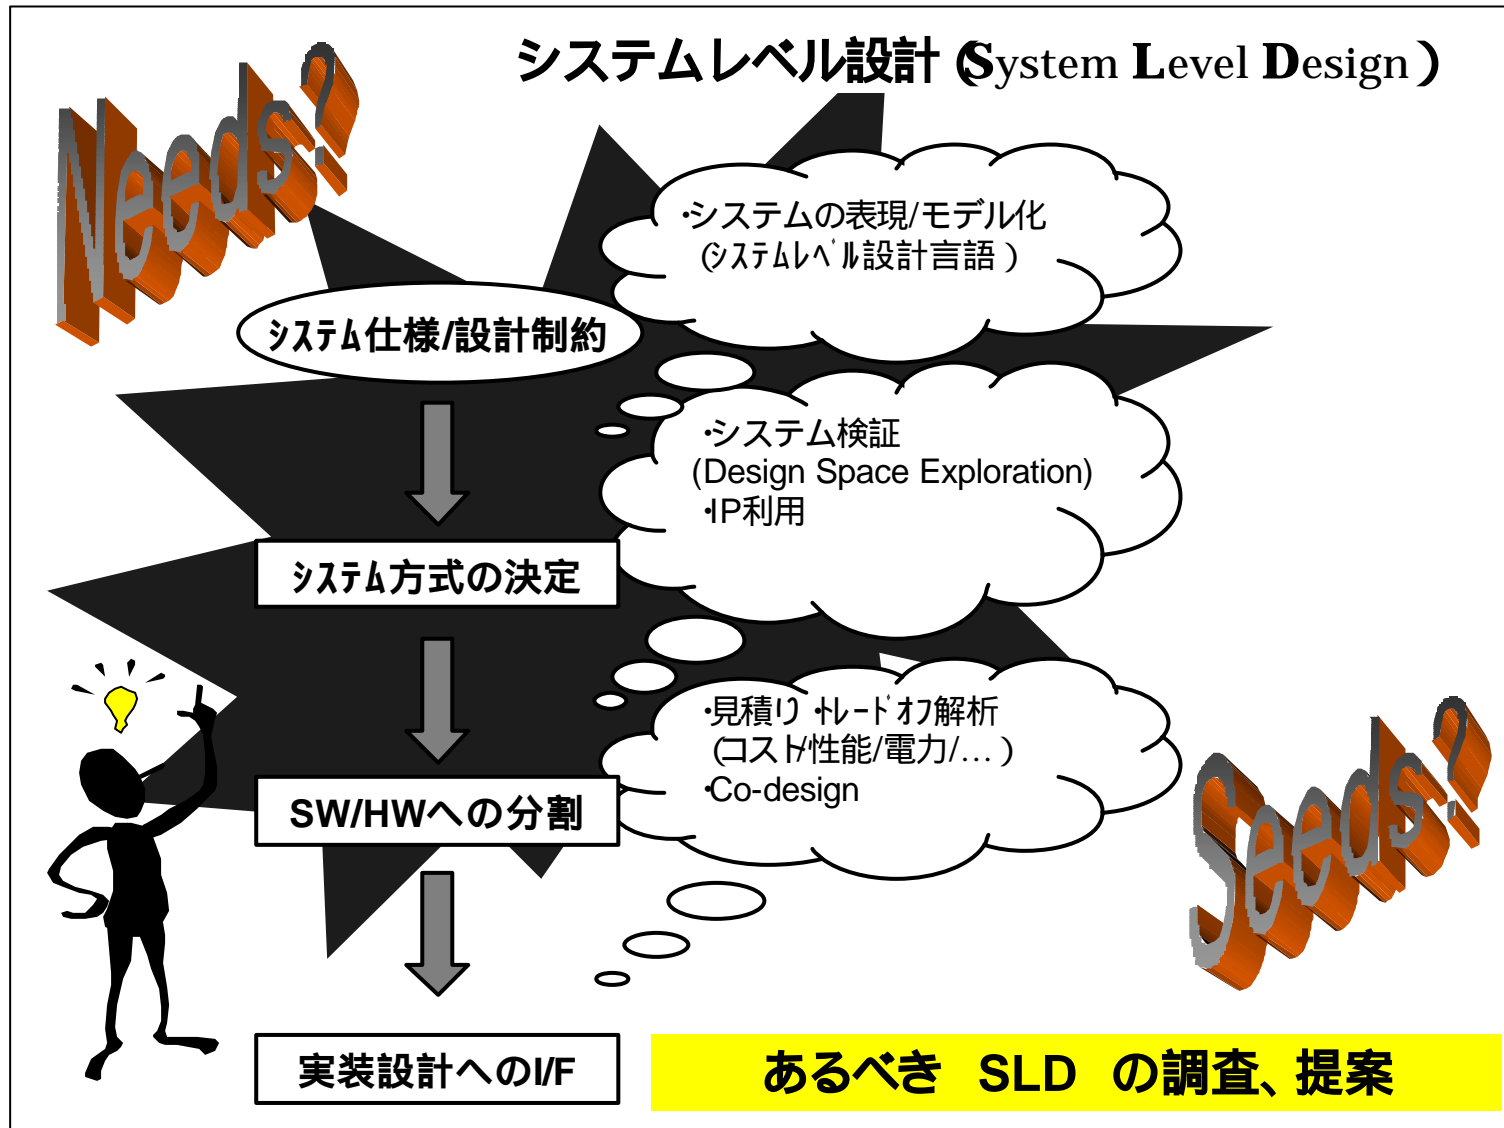 システムレベル設計(System Level Design)
Needs?
・システムの表現/モデル化
(ｼｽﾃﾑﾚﾍﾞﾙ設計言語)
ｼｽﾃﾑ仕様/設計制約
・システム検証
(Design Space Exploration)
・IP利用
ｼｽﾃﾑ方式の決定
・見積り・ﾄﾚｰﾄﾞｵﾌ解析
(コスト/性能/電力/…)
・Co-design
SW/HWへの分割
Seeds?
実装設計へのI/F
あるべき SLD の調査、提案